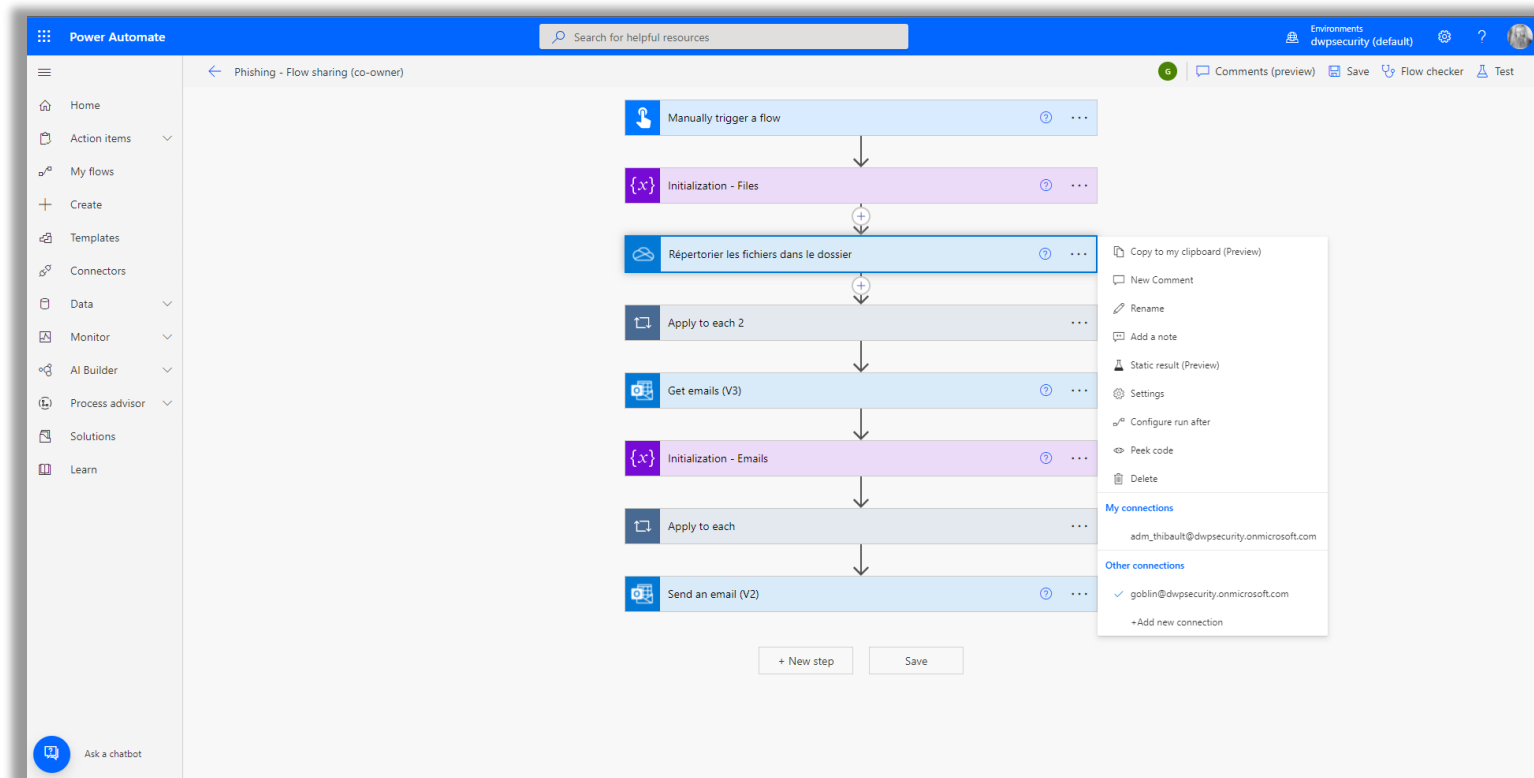 Power Automate
Search for helpful resources
Environments
dwpsecurity (default)
?
Phishing - Flow sharing (co-owner)
G
Comments (preview)
Save
Flow checker
Test
Home
Action items
My flows
Create
Templates
Connectors
Data
Monitor
AI Builder
Process advisor
Solutions
Learn
Ask a chatbot
Manually trigger a flow
{x} Initialization - Files
Répertorier les fichiers dans le dossier
Apply to each 2
Get emails (V3)
{x} Initialization - Emails
Apply to each
Send an email (V2)
+ New step
Save
Copy to my clipboard (Preview)
New Comment
Rename
Add a note
Static result (Preview)
Settings
Configure run after
Peek code
Delete
My connections
adm_thibault@dwpsecurity.onmicrosoft.com
Other connections
goblin@dwpsecurity.onmicrosoft.com
+Add new connection